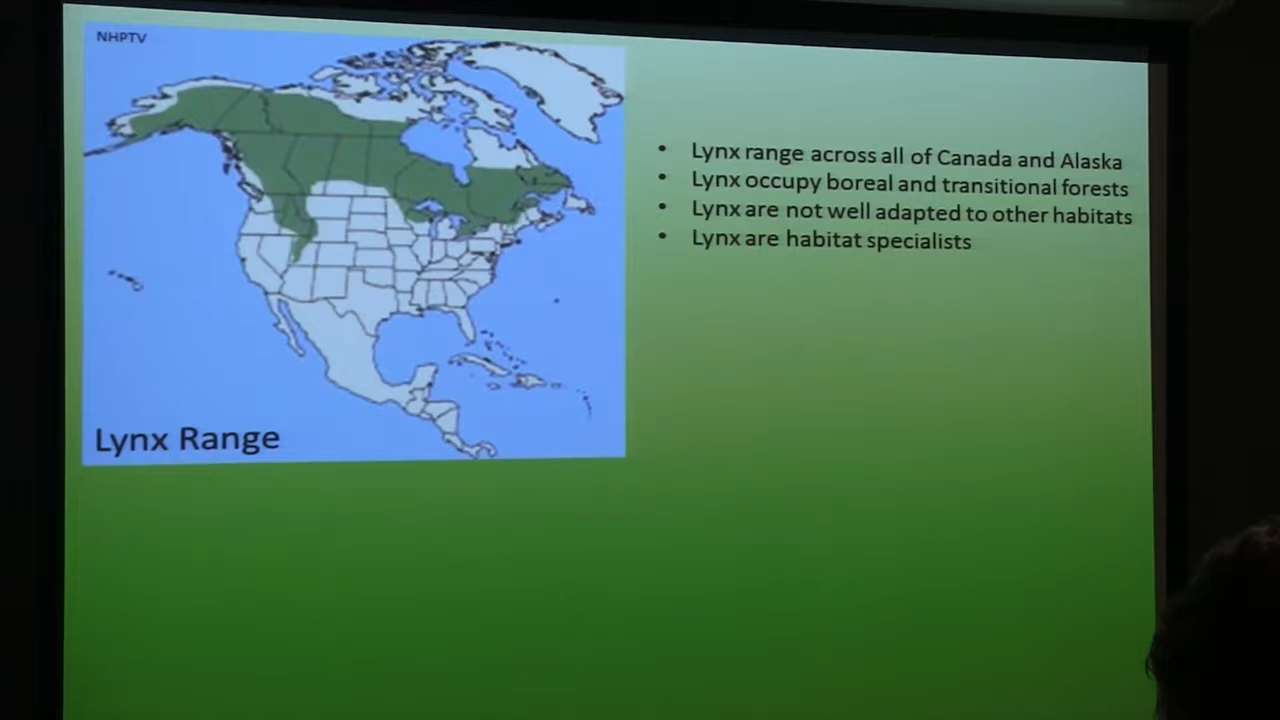 NHPTV
Lynx Range
• Lynx range across all of Canada and Alaska
• Lynx occupy boreal and transitional forests
• Lynx are not well adapted to other habitats
• Lynx are habitat specialists